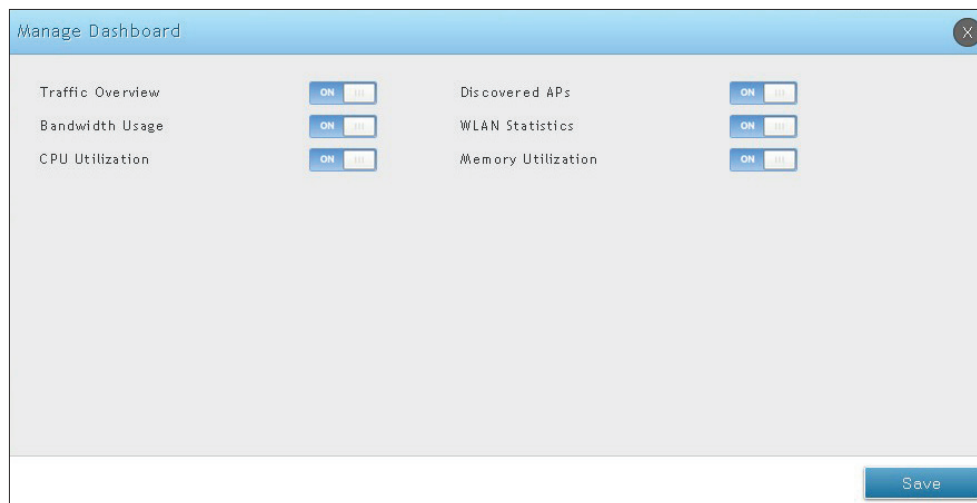 Manage Dashboard
X
Traffic Overview ON Discovered APs ON
Bandwidth Usage ON WLAN Statistics ON
CPU Utilization ON Memory Utilization ON
Save